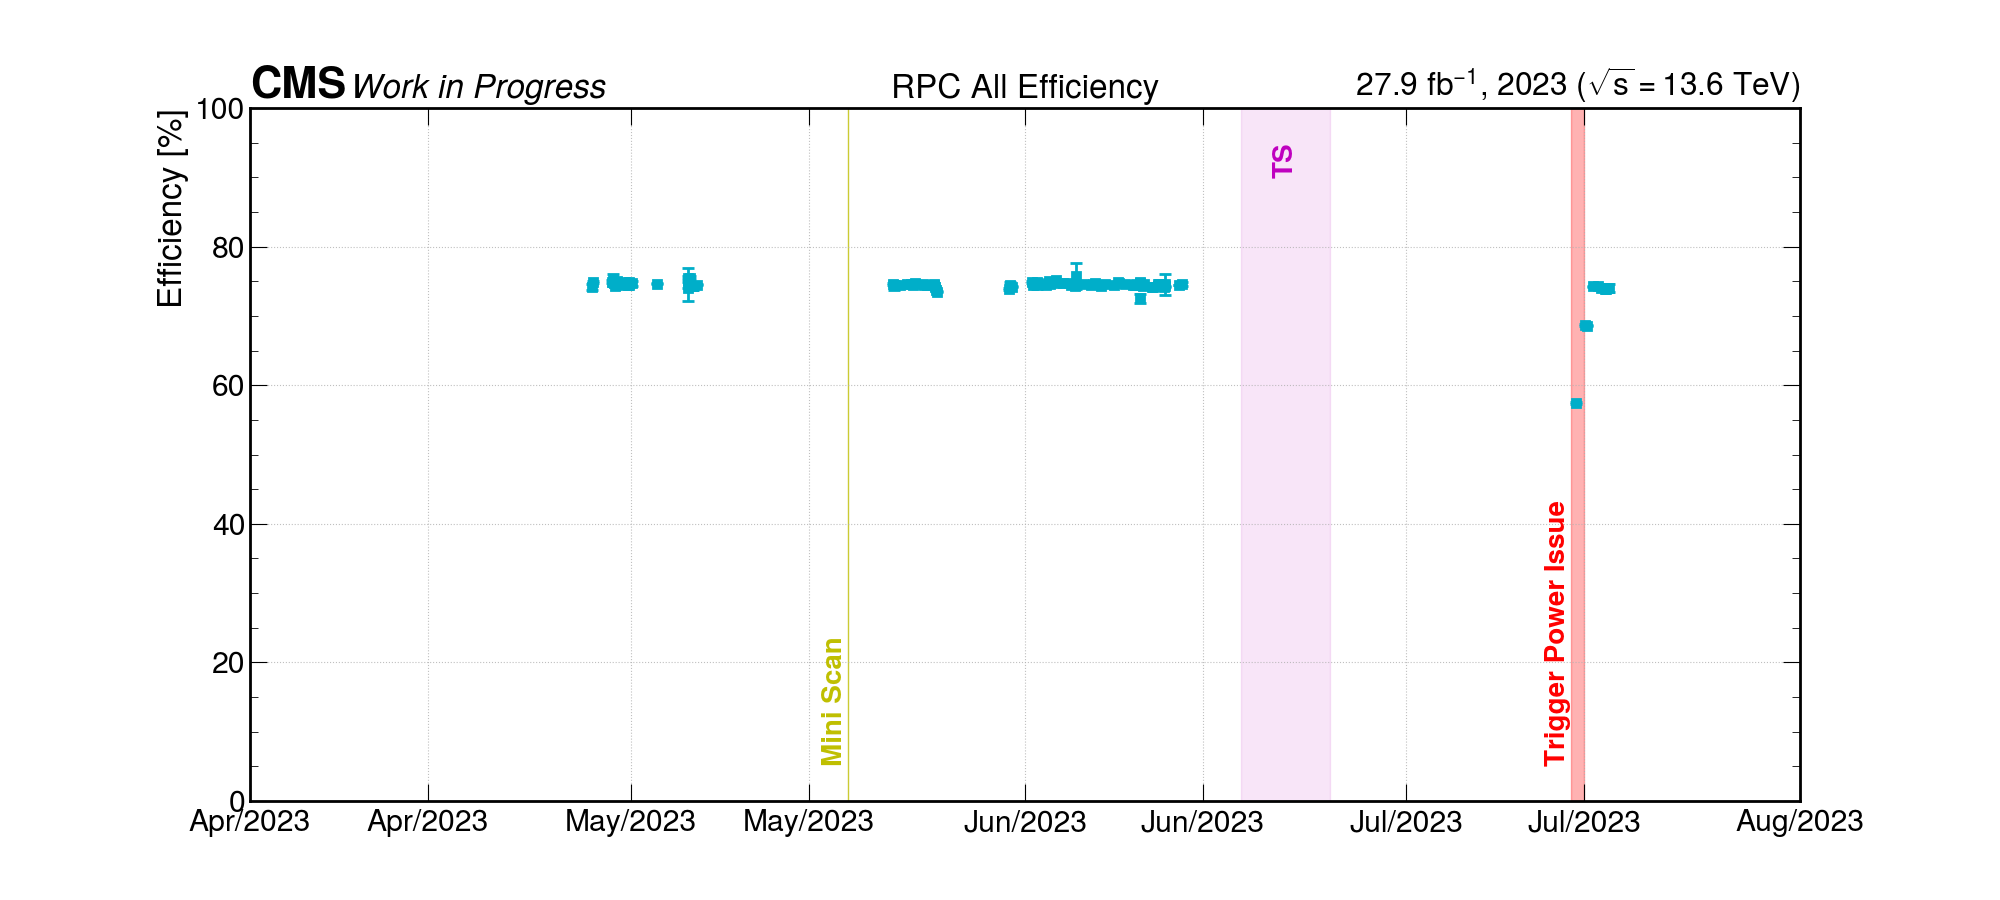 CMS Work in Progress RPC All Efficiency 27.9 fb⁻¹, 2023 (√s = 13.6 TeV)
Efficiency [%]
100
80
60
40
20
0
TS
Mini Scan
Trigger Power Issue
Apr/2023 Apr/2023 May/2023 May/2023 Jun/2023 Jun/2023 Jul/2023 Jul/2023 Aug/2023